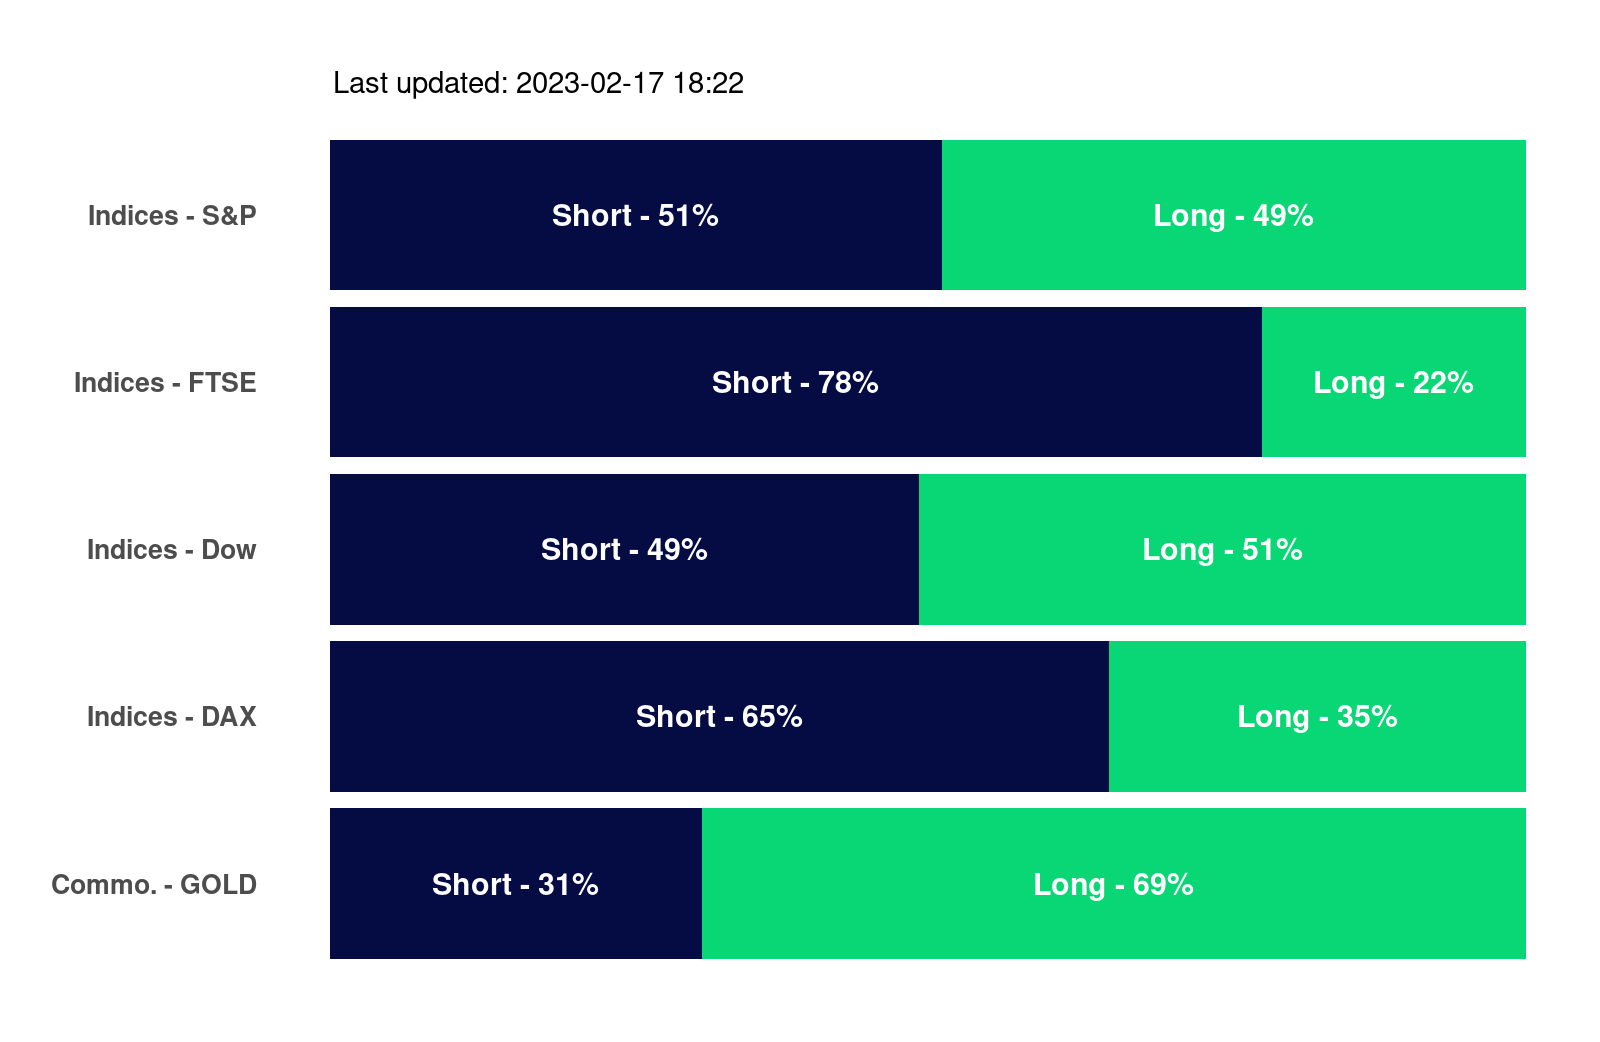 Last updated: 2023-02-17 18:22
Indices - S&P Short - 51% Long - 49%
Indices - FTSE Short - 78% Long - 22%
Indices - Dow Short - 49% Long - 51%
Indices - DAX Short - 65% Long - 35%
Commo. - GOLD Short - 31% Long - 69%